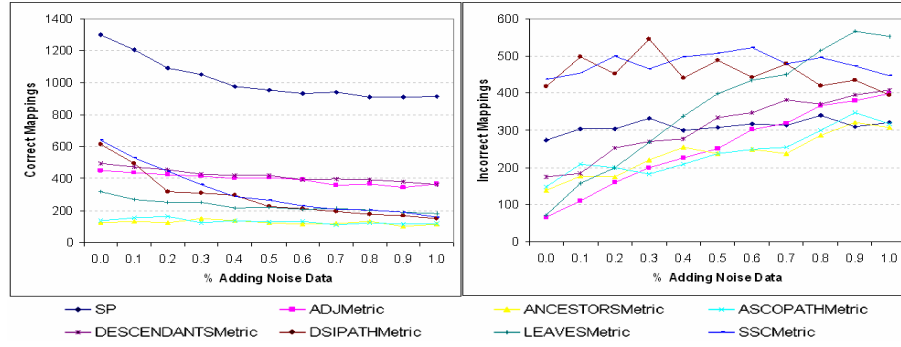 1400
1200
1000
800
600
400
200
0
Correct Mappings
0.0 0.1 0.2 0.3 0.4 0.5 0.6 0.7 0.8 0.9 1.0
% Adding Noise Data
600
500
400
300
200
100
0
Incorrect Mappings
0.0 0.1 0.2 0.3 0.4 0.5 0.6 0.7 0.8 0.9 1.0
% Adding Noise Data
SP ADJMetric ANCESTORSMetric ASCOPATHMetric
DESCENDANTSMetric DSIPATHMetric LEAVESMetric SSCMetric